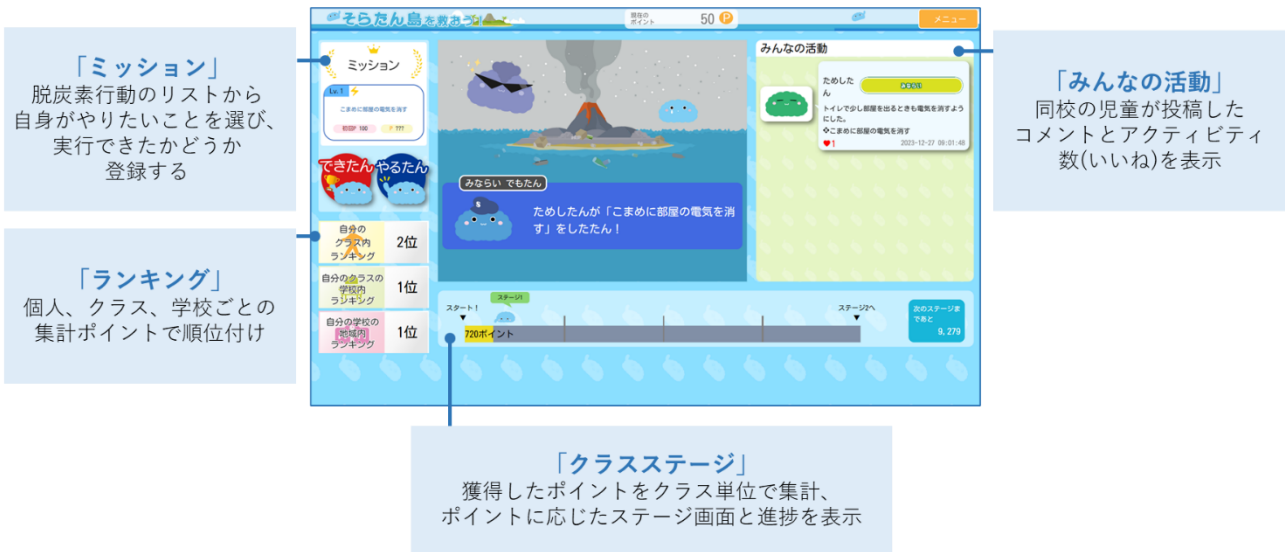 そらたん島を救おう!
現在の
ポイント
50 P
メニュー
「ミッション」
脱炭素行動のリストから
自身がやりたいことを選び、
実行できたかどうか
登録する
ミッション
Lv.1
こまめに部屋の電気を消す
初回P 100
P ???
できたん
やるたん
「ランキング」
個人、クラス、学校ごとの
集計ポイントで順位付け
自分の
クラス内
ランキング
2位
自分のクラスの
学校内
ランキング
1位
自分の学校の
地域内
ランキング
1位
みならい でもたん
ためしたんが「こまめに部屋の電気を消
す」をしたたん!
みんなの活動
ためした
ん
トイレで少し部屋を出るときも電気を消すよう
にした。
❖こまめに部屋の電気を消す
♥1
2023-12-27 09:01:48
「みんなの活動」
同校の児童が投稿した
コメントとアクティビティ
数(いいね)を表示
スタート!
ステージ1
ステージ2へ
720ポイント
次のステージま
であと
9,279
「クラスステージ」
獲得したポイントをクラス単位で集計、
ポイントに応じたステージ画面と進捗を表示